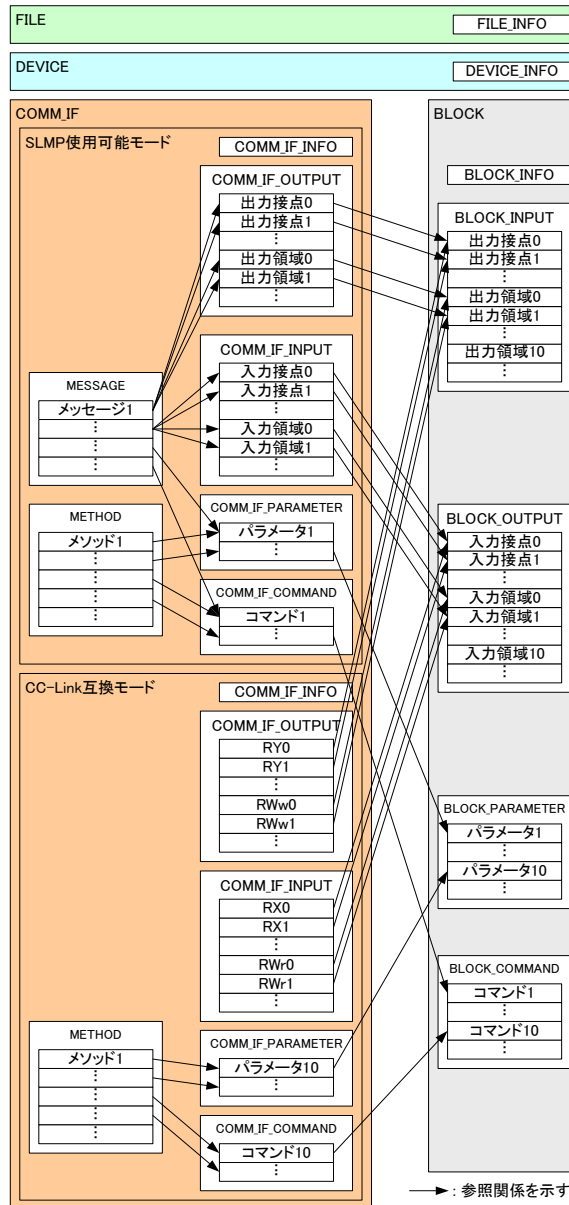 FILE
FILE_INFO
DEVICE
DEVICE_INFO
COMM_IF
SLMP使用可能モード
COMM_IF_INFO
COMM_IF_OUTPUT
出力接点0
出力接点1
⋮
出力領域0
出力領域1
⋮
COMM_IF_INPUT
入力接点0
入力接点1
⋮
入力領域0
入力領域1
⋮
MESSAGE
メッセージ1
⋮
⋮
⋮
COMM_IF_PARAMETER
パラメータ1
⋮
METHOD
メソッド1
⋮
⋮
⋮
⋮
COMM_IF_COMMAND
コマンド1
⋮
CC-Link互換モード
COMM_IF_INFO
COMM_IF_OUTPUT
RY0
RY1
⋮
RWw0
RWw1
⋮
COMM_IF_INPUT
RX0
RX1
⋮
RWr0
RWr1
⋮
METHOD
メソッド1
⋮
⋮
⋮
⋮
COMM_IF_PARAMETER
パラメータ10
⋮
COMM_IF_COMMAND
コマンド10
⋮
BLOCK
BLOCK_INFO
BLOCK_INPUT
出力接点0
出力接点1
⋮
出力領域0
出力領域1
⋮
出力領域10
⋮
BLOCK_OUTPUT
入力接点0
入力接点1
⋮
入力領域0
入力領域1
⋮
入力領域10
⋮
BLOCK_PARAMETER
パラメータ1
⋮
パラメータ10
⋮
BLOCK_COMMAND
コマンド1
⋮
コマンド10
⋮
：参照関係を示す